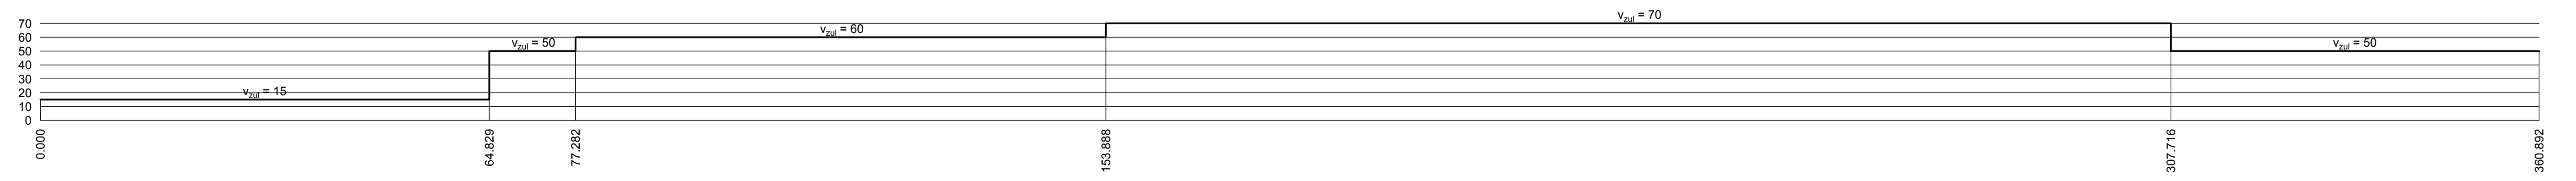 v_zul = 70
70
v_zul = 60
60
v_zul = 50
v_zul = 50
50
40
30
v_zul = 15
20
10
0
0.000
64.829
77.282
153.888
307.716
360.892